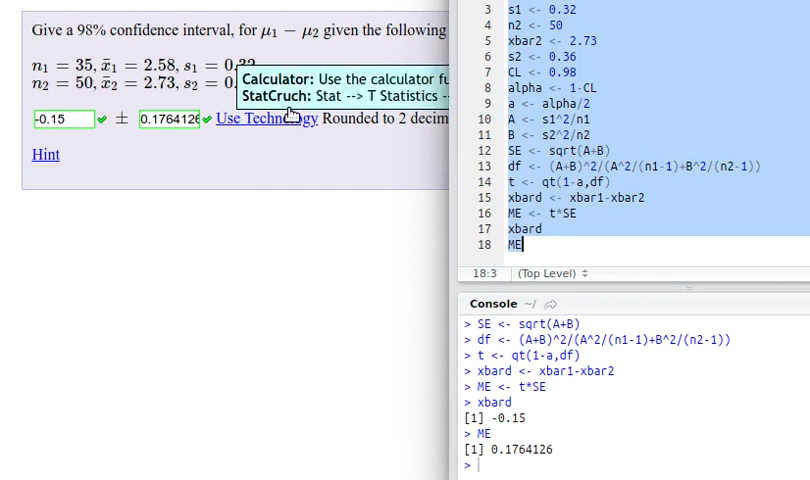 Give a 98% confidence interval, for μ1 − μ2 given the following
n1 = 35, x̄1 = 2.58, s1 = 0.32
n2 = 50, x̄2 = 2.73, s2 = 0.
Calculator: Use the calculator fu
StatCruch: Stat --> T Statistics --
-0.15 ± 0.1764126 Use Technology Rounded to 2 decim
Hint
3 s1 <- 0.32
4 n2 <- 50
5 xbar2 <- 2.73
6 s2 <- 0.36
7 CL <- 0.98
8 alpha <- 1-CL
9 a <- alpha/2
10 A <- s1^2/n1
11 B <- s2^2/n2
12 SE <- sqrt(A+B)
13 df <- (A+B)^2/(A^2/(n1-1)+B^2/(n2-1))
14 t <- qt(1-a,df)
15 xbard <- xbar1-xbar2
16 ME <- t*SE
17 xbard
18 ME
18:3 (Top Level)
Console ~/
> SE <- sqrt(A+B)
> df <- (A+B)^2/(A^2/(n1-1)+B^2/(n2-1))
> t <- qt(1-a,df)
> xbard <- xbar1-xbar2
> ME <- t*SE
> xbard
[1] -0.15
> ME
[1] 0.1764126
>